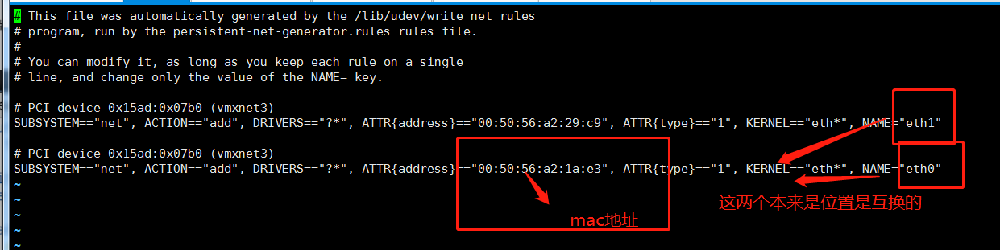 # This file was automatically generated by the /lib/udev/write_net_rules
# program, run by the persistent-net-generator.rules rules file.
#
# You can modify it, as long as you keep each rule on a single
# line, and change only the value of the NAME= key.
# PCI device 0x15ad:0x07b0 (vmxnet3)
SUBSYSTEM=="net", ACTION=="add", DRIVERS=="?*", ATTR{address}=="00:50:56:a2:29:c9", ATTR{type}=="1", KERNEL=="eth*", NAME="eth1"
# PCI device 0x15ad:0x07b0 (vmxnet3)
SUBSYSTEM=="net", ACTION=="add", DRIVERS=="?*", ATTR{address}=="00:50:56:a2:1a:e3", ATTR{type}=="1", KERNEL=="eth*", NAME="eth0"
~
~
这两个本来是位置是互换的
~
mac地址
~
~